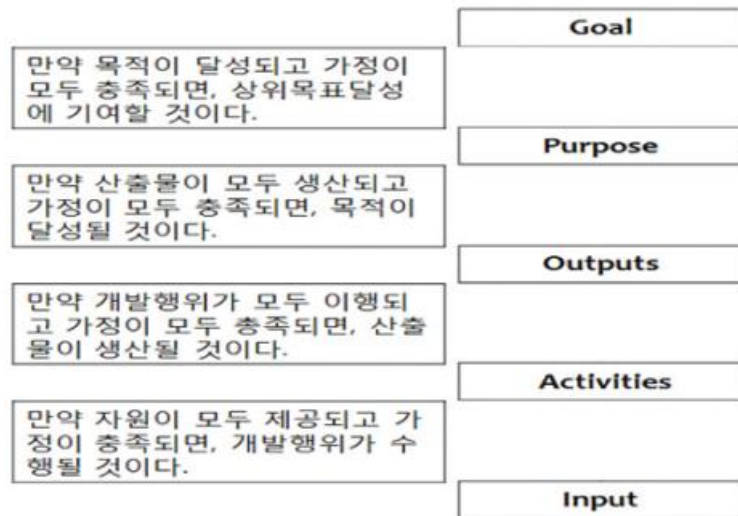 Goal
만약 목적이 달성되고 가정이
모두 충족되면, 상위목표달성
에 기여할 것이다.
Purpose
만약 산출물이 모두 생산되고
가정이 모두 충족되면, 목적이
달성될 것이다.
Outputs
만약 개발행위가 모두 이행되
고 가정이 모두 총족되면, 산출
물이 생산될 것이다.
Activities
만약 자원이 모두 제공되고 가
정이 충족되면, 개발행위가 수
행될 것이다.
Input